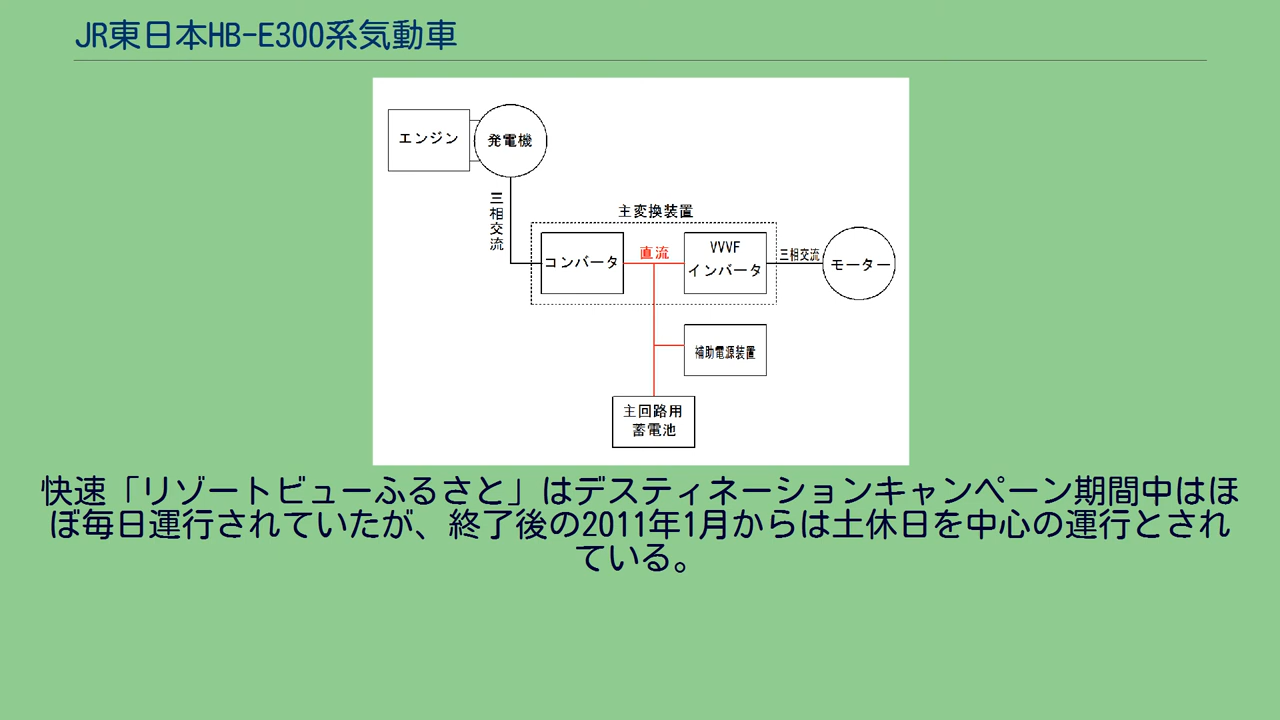 JR東日本HB-E300系気動車
エンジン
発電機
三相交流
主変換装置
コンバータ
直流
VVVF
インバータ
三相交流
モーター
補助電源装置
主回路用
蓄電池
快速「リゾートビューふるさと」はデスティネーションキャンペーン期間中はほ
ぼ毎日運行されていたが、終了後の2011年1月からは土休日を中心の運行とされ
ている。